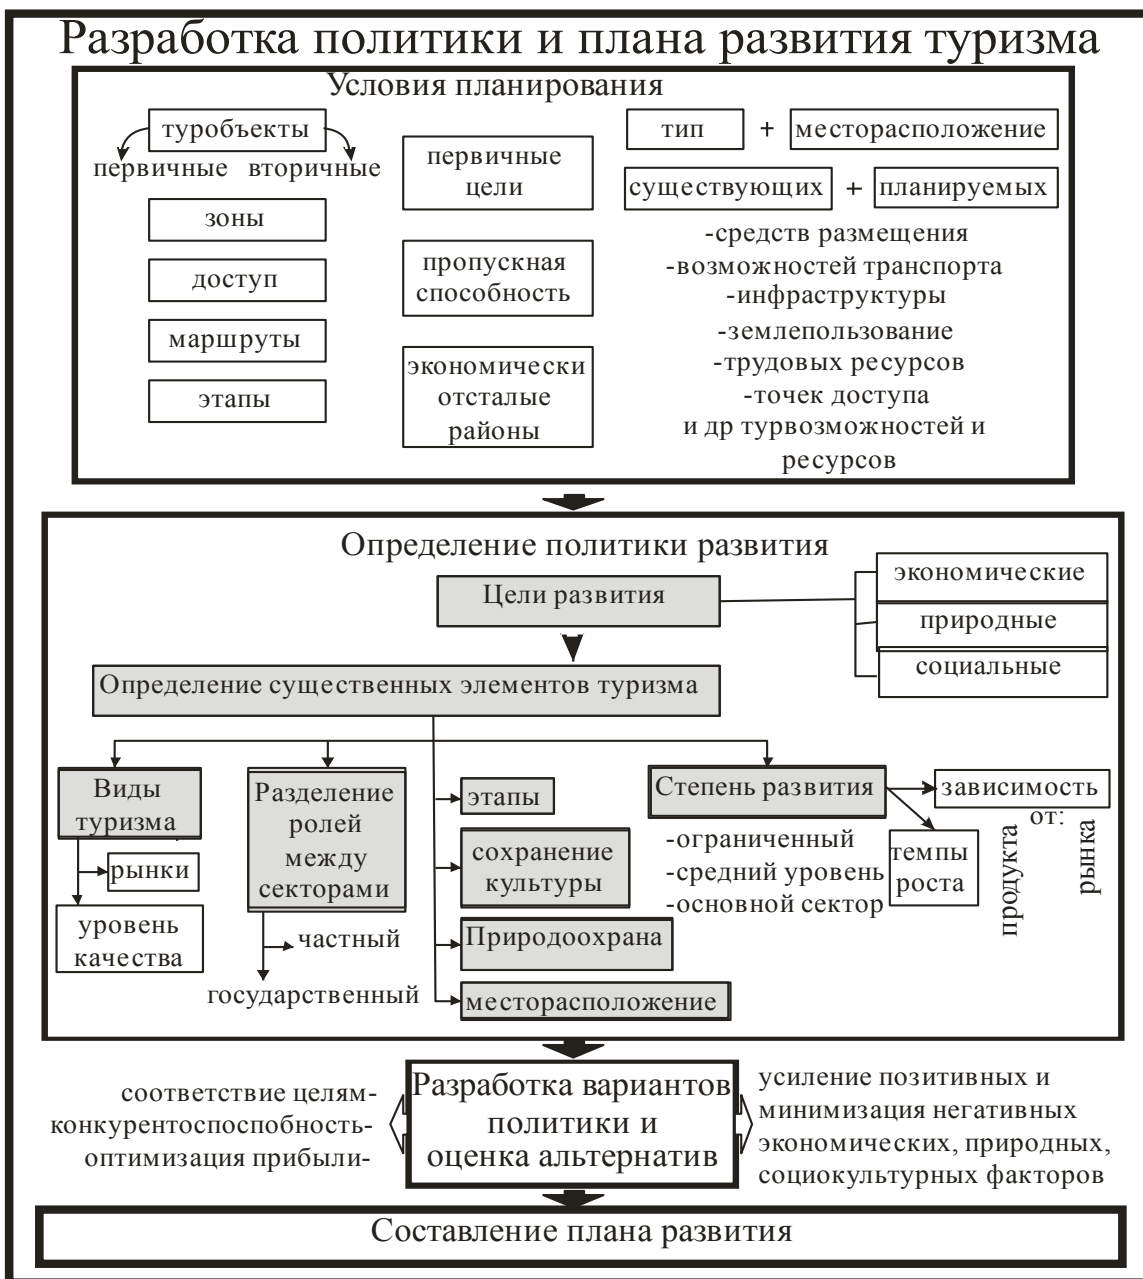 Разработка политики и плана развития туризма
Условия планирования
туробъекты
первичные вторичные
зоны
доступ
маршруты
этапы
первичные
цели
пропускная
способность
экономически
отсталые
районы
тип + месторасположение
существующих + планируемых
-средств размещения
-возможностей транспорта
-инфраструктуры
-землепользование
-трудовых ресурсов
-точек доступа
и др турвозможностей и
ресурсов
Определение политики развития
Цели развития
экономические
природные
социальные
Определение существенных элементов туризма
Виды
туризма
рынки
уровень
качества
Разделение
ролей
между
секторами
частный
государственный
этапы
сохранение
культуры
Природоохрана
месторасположение
Степень развития
-ограниченный
-средний уровень
-основной сектор
темпы
роста
зависимость
от:
продукта
рынка
соответствие целям-
конкурентоспоспобность-
оптимизация прибыли-
Разработка вариантов
политики и
оценка альтернатив
усиление позитивных и
минимизация негативных
экономических, природных,
социокультурных факторов
Составление плана развития